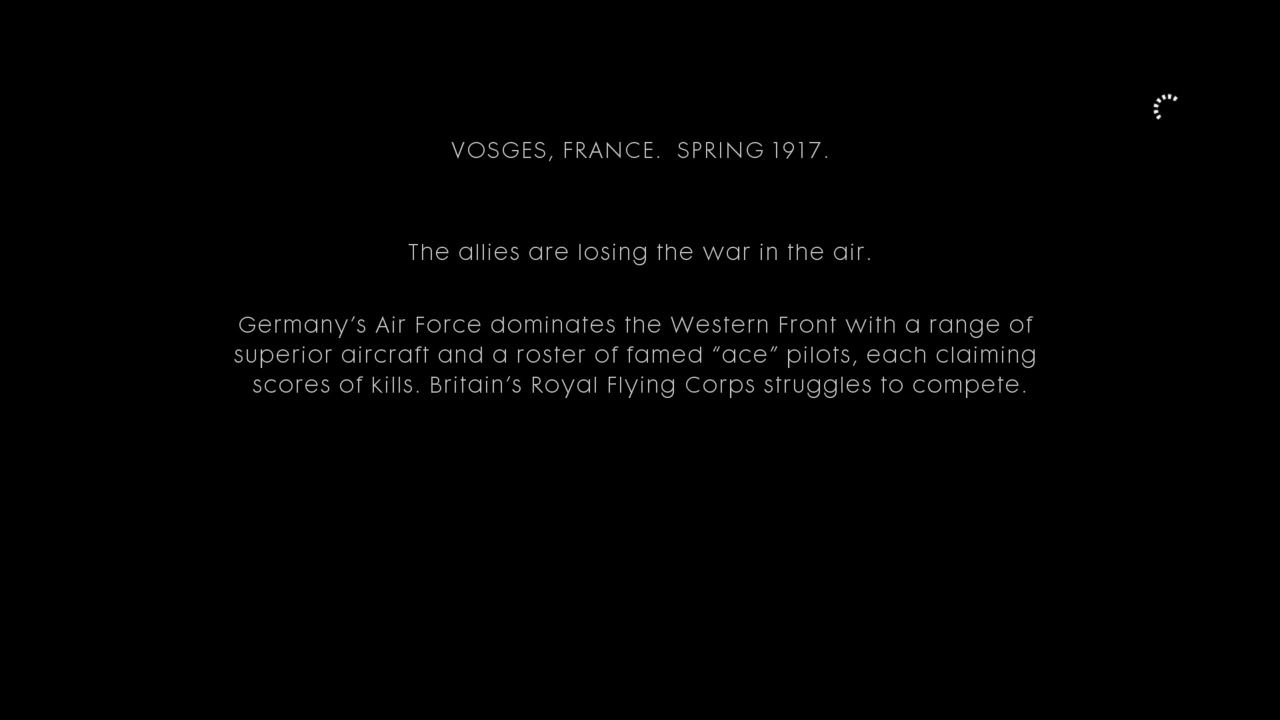 VOSGES, FRANCE. SPRING 1917.
The allies are losing the war in the air.
Germany’s Air Force dominates the Western Front with a range of
superior aircraft and a roster of famed “ace” pilots, each claiming
scores of kills. Britain’s Royal Flying Corps struggles to compete.